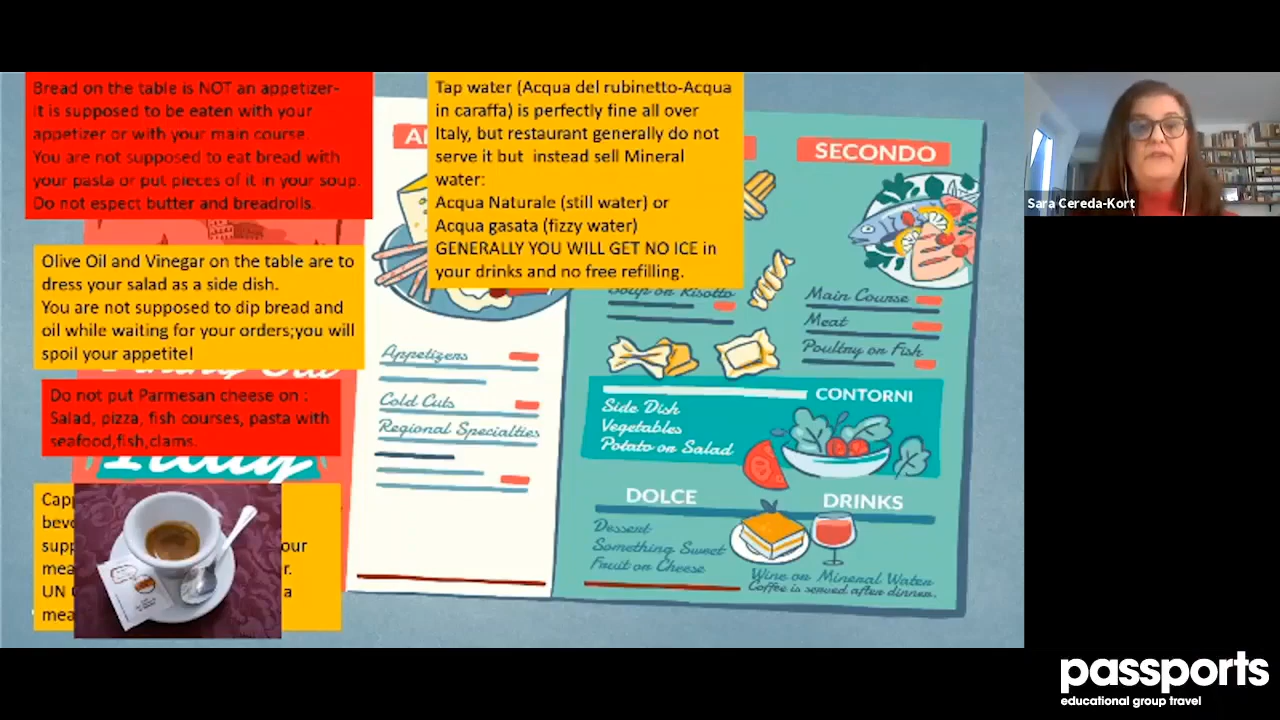 Bread on the table is NOT an appetizer-
it is supposed to be eaten with your
appetizer or with your main course.
You are not supposed to eat bread with
your pasta or put pieces of it in your soup.
Do not espect butter and breadrolls.
Olive Oil and Vinegar on the table are to
dress your salad as a side dish.
You are not supposed to dip bread and
oil while waiting for your orders;you will
spoil your appetite!
Do not put Parmesan cheese on :
Salad, pizza, fish courses, pasta with
seafood,fish,clams.
Italy
UN
Tap water (Acqua del rubinetto-Acqua
in caraffa) is perfectly fine all over
Italy, but restaurant generally do not
serve it but instead sell Mineral
water:
Acqua Naturale (still water) or
Acqua gasata (fizzy water)
GENERALLY YOU WILL GET NO ICE in
your drinks and no free refilling.
Appetizers
Cold Cuts
Regional Specialties
Soup or Risotto
SECONDO
Main Course
Meat
Poultry or Fish
CONTORNI
Side Dish
Vegetables
Potato or Salad
DOLCE
Dessert
Something Sweet
Fruit or Cheese
DRINKS
Wine or Mineral Water
Coffee is served after dinner.
Sara Cereda-Kort
passports
educational group travel